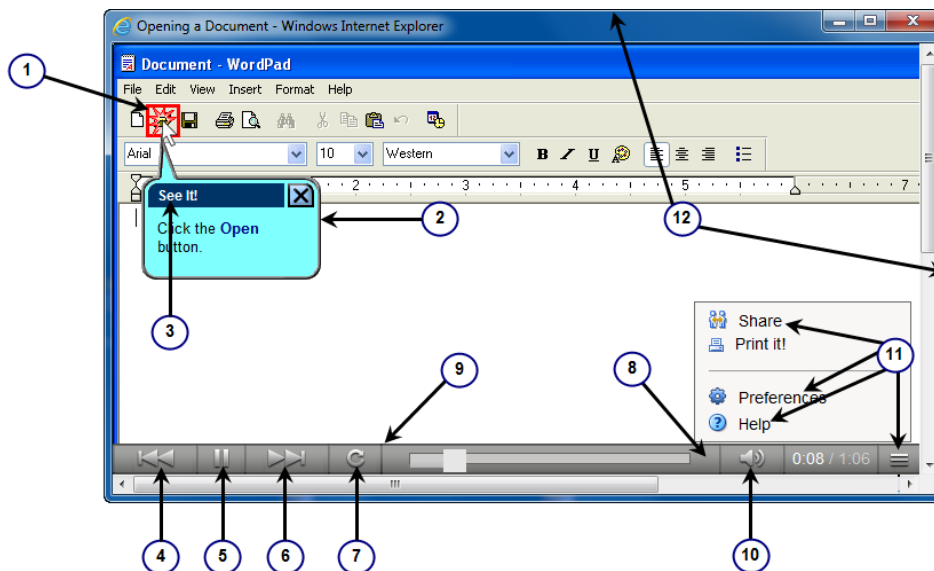 Opening a Document - Windows Internet Explorer
1
Document - WordPad
File Edit View Insert Format Help
Arial 10 Western B U
2 3 4 5 7
See It!
Click the Open
button.
2
12
3
Share
Print it!
11
9
8
Preferences
Help
0:08 / 1:06
4 5 6 7 10